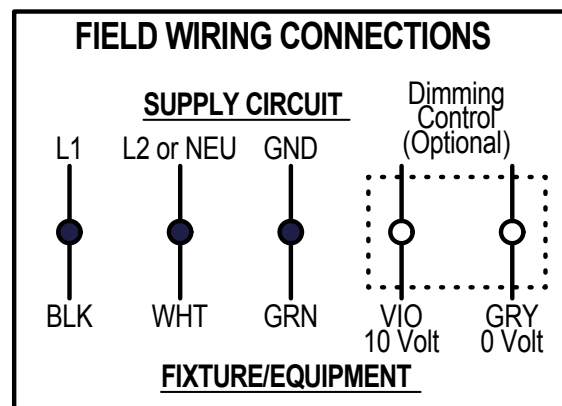 FIELD WIRING CONNECTIONS
SUPPLY CIRCUIT
Dimming
Control
(Optional)
L1 L2 or NEU GND
BLK WHT GRN VIO GRY
10 Volt 0 Volt
FIXTURE/EQUIPMENT